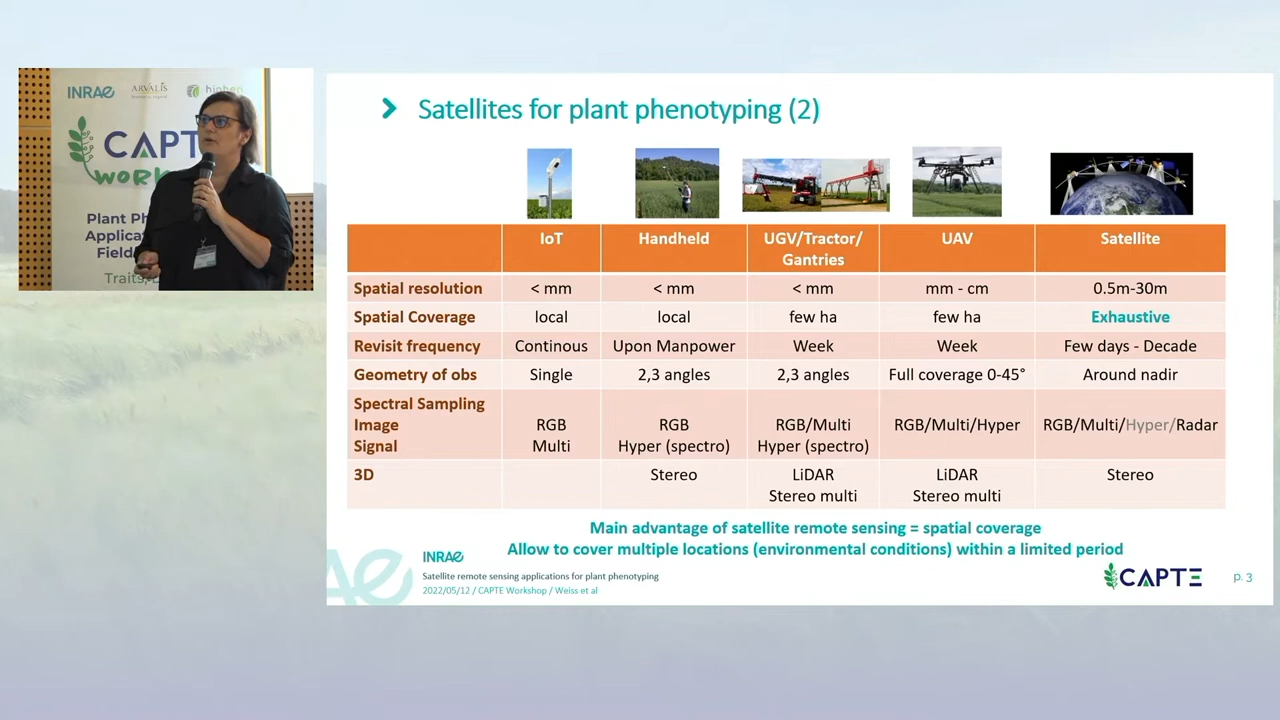 INRAE
ARVALIS
hiphen
CAPT
WORK
Plant Ph
Applicatio
Field
Traits,
Satellites for plant phenotyping (2)
IoT Handheld UGV/Tractor/ UAV Satellite
Gantries
Spatial resolution < mm < mm < mm mm - cm 0.5m-30m
Spatial Coverage local local few ha few ha Exhaustive
Revisit frequency Continous Upon Manpower Week Week Few days - Decade
Geometry of obs Single 2,3 angles 2,3 angles Full coverage 0-45° Around nadir
Spectral Sampling
Image RGB RGB RGB/Multi RGB/Multi/Hyper RGB/Multi/Hyper/Radar
Signal Multi Hyper (spectro) Hyper (spectro)
3D Stereo LiDAR LiDAR Stereo
Stereo multi Stereo multi
Main advantage of satellite remote sensing = spatial coverage
Allow to cover multiple locations (environmental conditions) within a limited period
INRAE
Satellite remote sensing applications for plant phenotyping
2022/05/12 / CAPTE Workshop / Weiss et al
CAPTE
p. 3